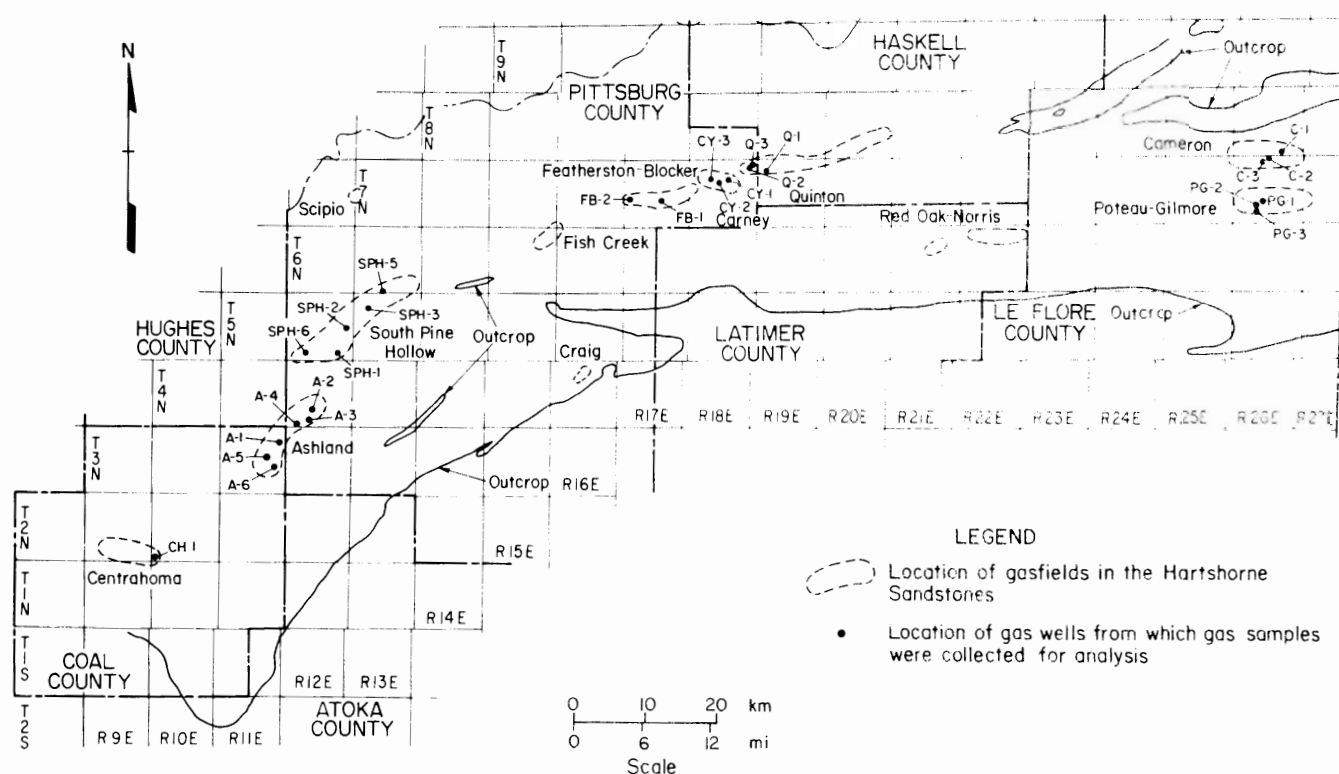 N
T9N
HASKELL
COUNTY
Outcrop
PITTSBURG
COUNTY
T8N
Q-3
Q-1
CY-3
Cameron
C-1
Featherston-Blocker
Q-2
C-3
C-2
T7N
Scipio
FB-2
CY-1
Quinton
CY-2
FB-1
Carney
PG-2
PG-1
Red Oak-Norris
Poteau-Gilmore
PG-3
T6N
Fish Creek
SPH-5
SPH-2
SPH-3
T5N
HUGHES
COUNTY
SPH-6
South Pine
Hollow
Outcrop
LATIMER
COUNTY
LE FLORE
COUNTY
Outcrop
Craig
SPH-1
T4N
A-2
A-4
A-3
R17E R18E R19E R20E R21E R22E R23E R24E R25E R26E R27E
A-1
Ashland
T3N
A-5
A-6
Outcrop
R16E
T2N
CH 1
R15E
Centrahoma
T1N
R14E
T1S
COAL
COUNTY
R12E R13E
ATOKA
COUNTY
T2S
R9E R10E R11E
LEGEND
Location of gasfields in the Hartshorne
Sandstones
Location of gas wells from which gas samples
were collected for analysis
0 10 20 km
0 6 12 mi
Scale